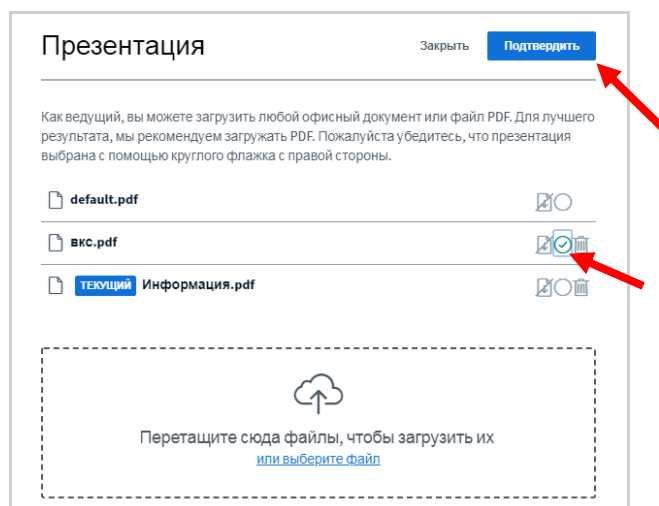 Презентация
Закрыть
Подтвердить
Как ведущий, вы можете загрузить любой офисный документ или файл PDF. Для лучшего
результата, мы рекомендуем загружать PDF. Пожалуйста убедитесь, что презентация
выбрана с помощью круглого флажка с правой стороны.
default.pdf
вкс.pdf
ТЕКУЩИЙ Информация.pdf
Перетащите сюда файлы, чтобы загрузить их
или выберите файл